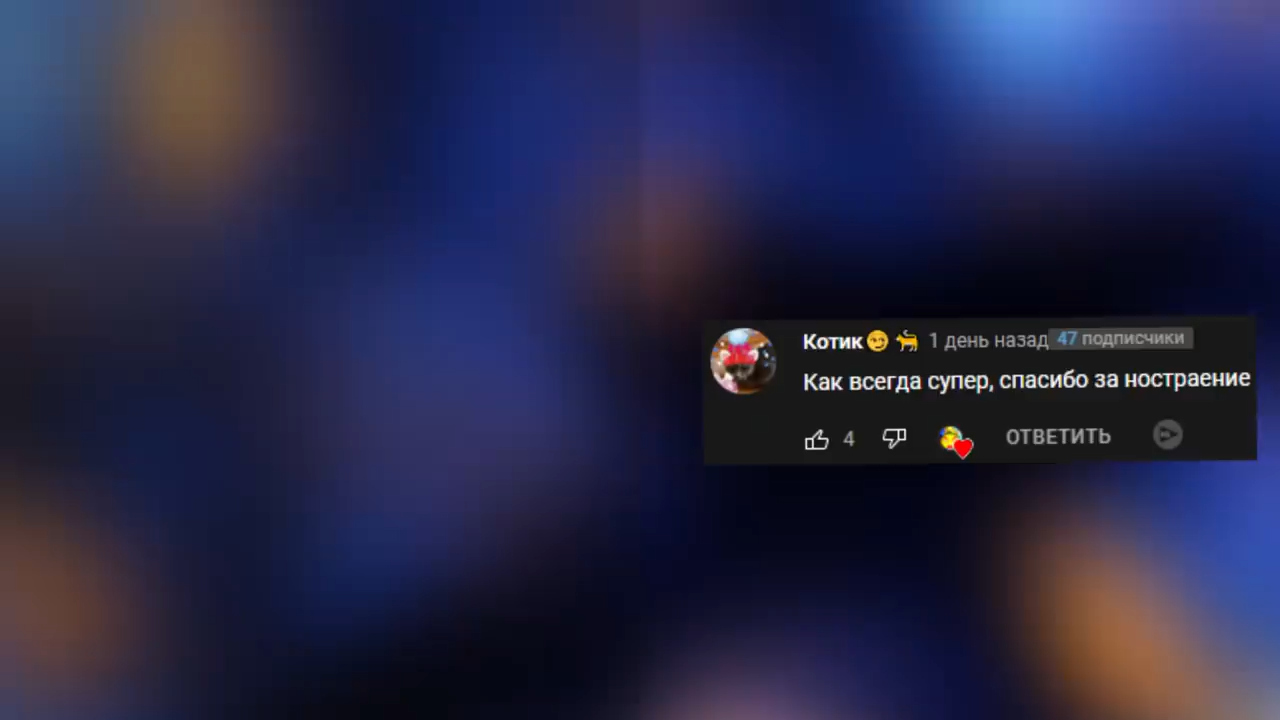 Котик😏🐈 1 день назад 47 подписчики
Как всегда супер, спасибо за ностраение
4 ОТВЕТИТЬ